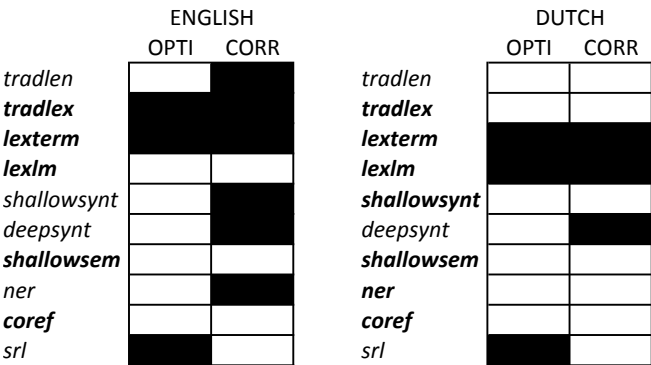 ENGLISH DUTCH
OPTI CORR OPTI CORR
tradlen tradlen
tradlex tradlex
lexterm lexterm
lexlm lexlm
shallowsynt shallowsynt
deepsynt deepsynt
shallowsem shallowsem
ner ner
coref coref
srl srl